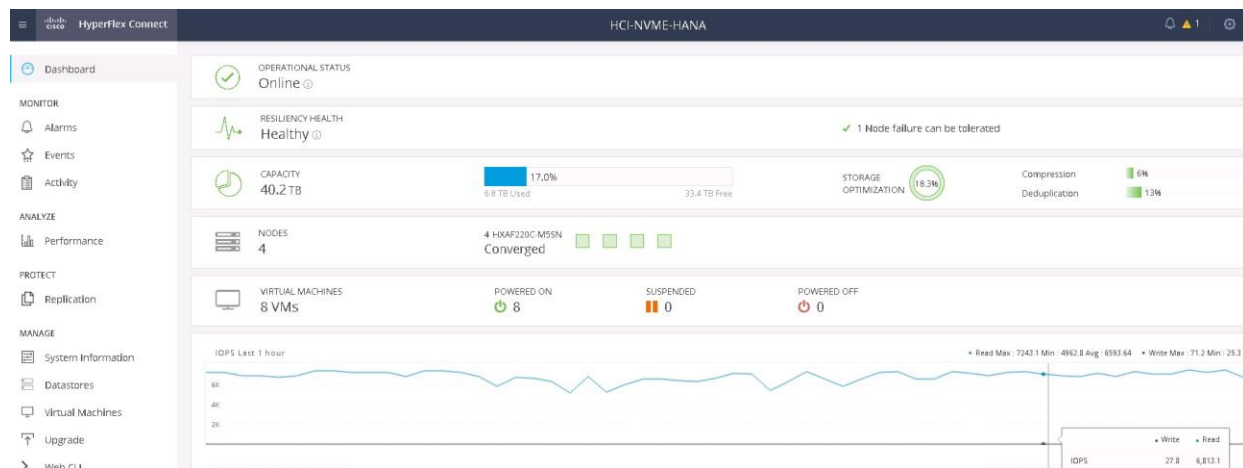 cisco HyperFlex Connect
HCI-NVME-HANA
1
Dashboard
MONITOR
Alarms
Events
Activity
ANALYZE
Performance
PROTECT
Replication
MANAGE
System Information
Datastores
Virtual Machines
Upgrade
Web CLI
OPERATIONAL STATUS
Online
RESILIENCY HEALTH
Healthy
1 Node failure can be tolerated
CAPACITY
40.2 TB
17.0%
6.8 TB Used
33.4 TB Free
STORAGE
OPTIMIZATION
18.3%
Compression 6%
Deduplication 13%
NODES
4
4 HXAF220C-M5SN
Converged
VIRTUAL MACHINES
8 VMs
POWERED ON
8
SUSPENDED
0
POWERED OFF
0
IOPS Last 1 hour
Read Max : 7243.1 Min : 4962.8 Avg : 6593.64 Write Max : 71.2 Min : 25.3
6K
4K
2K
Write Read
IOPS 27.8 6,813.1